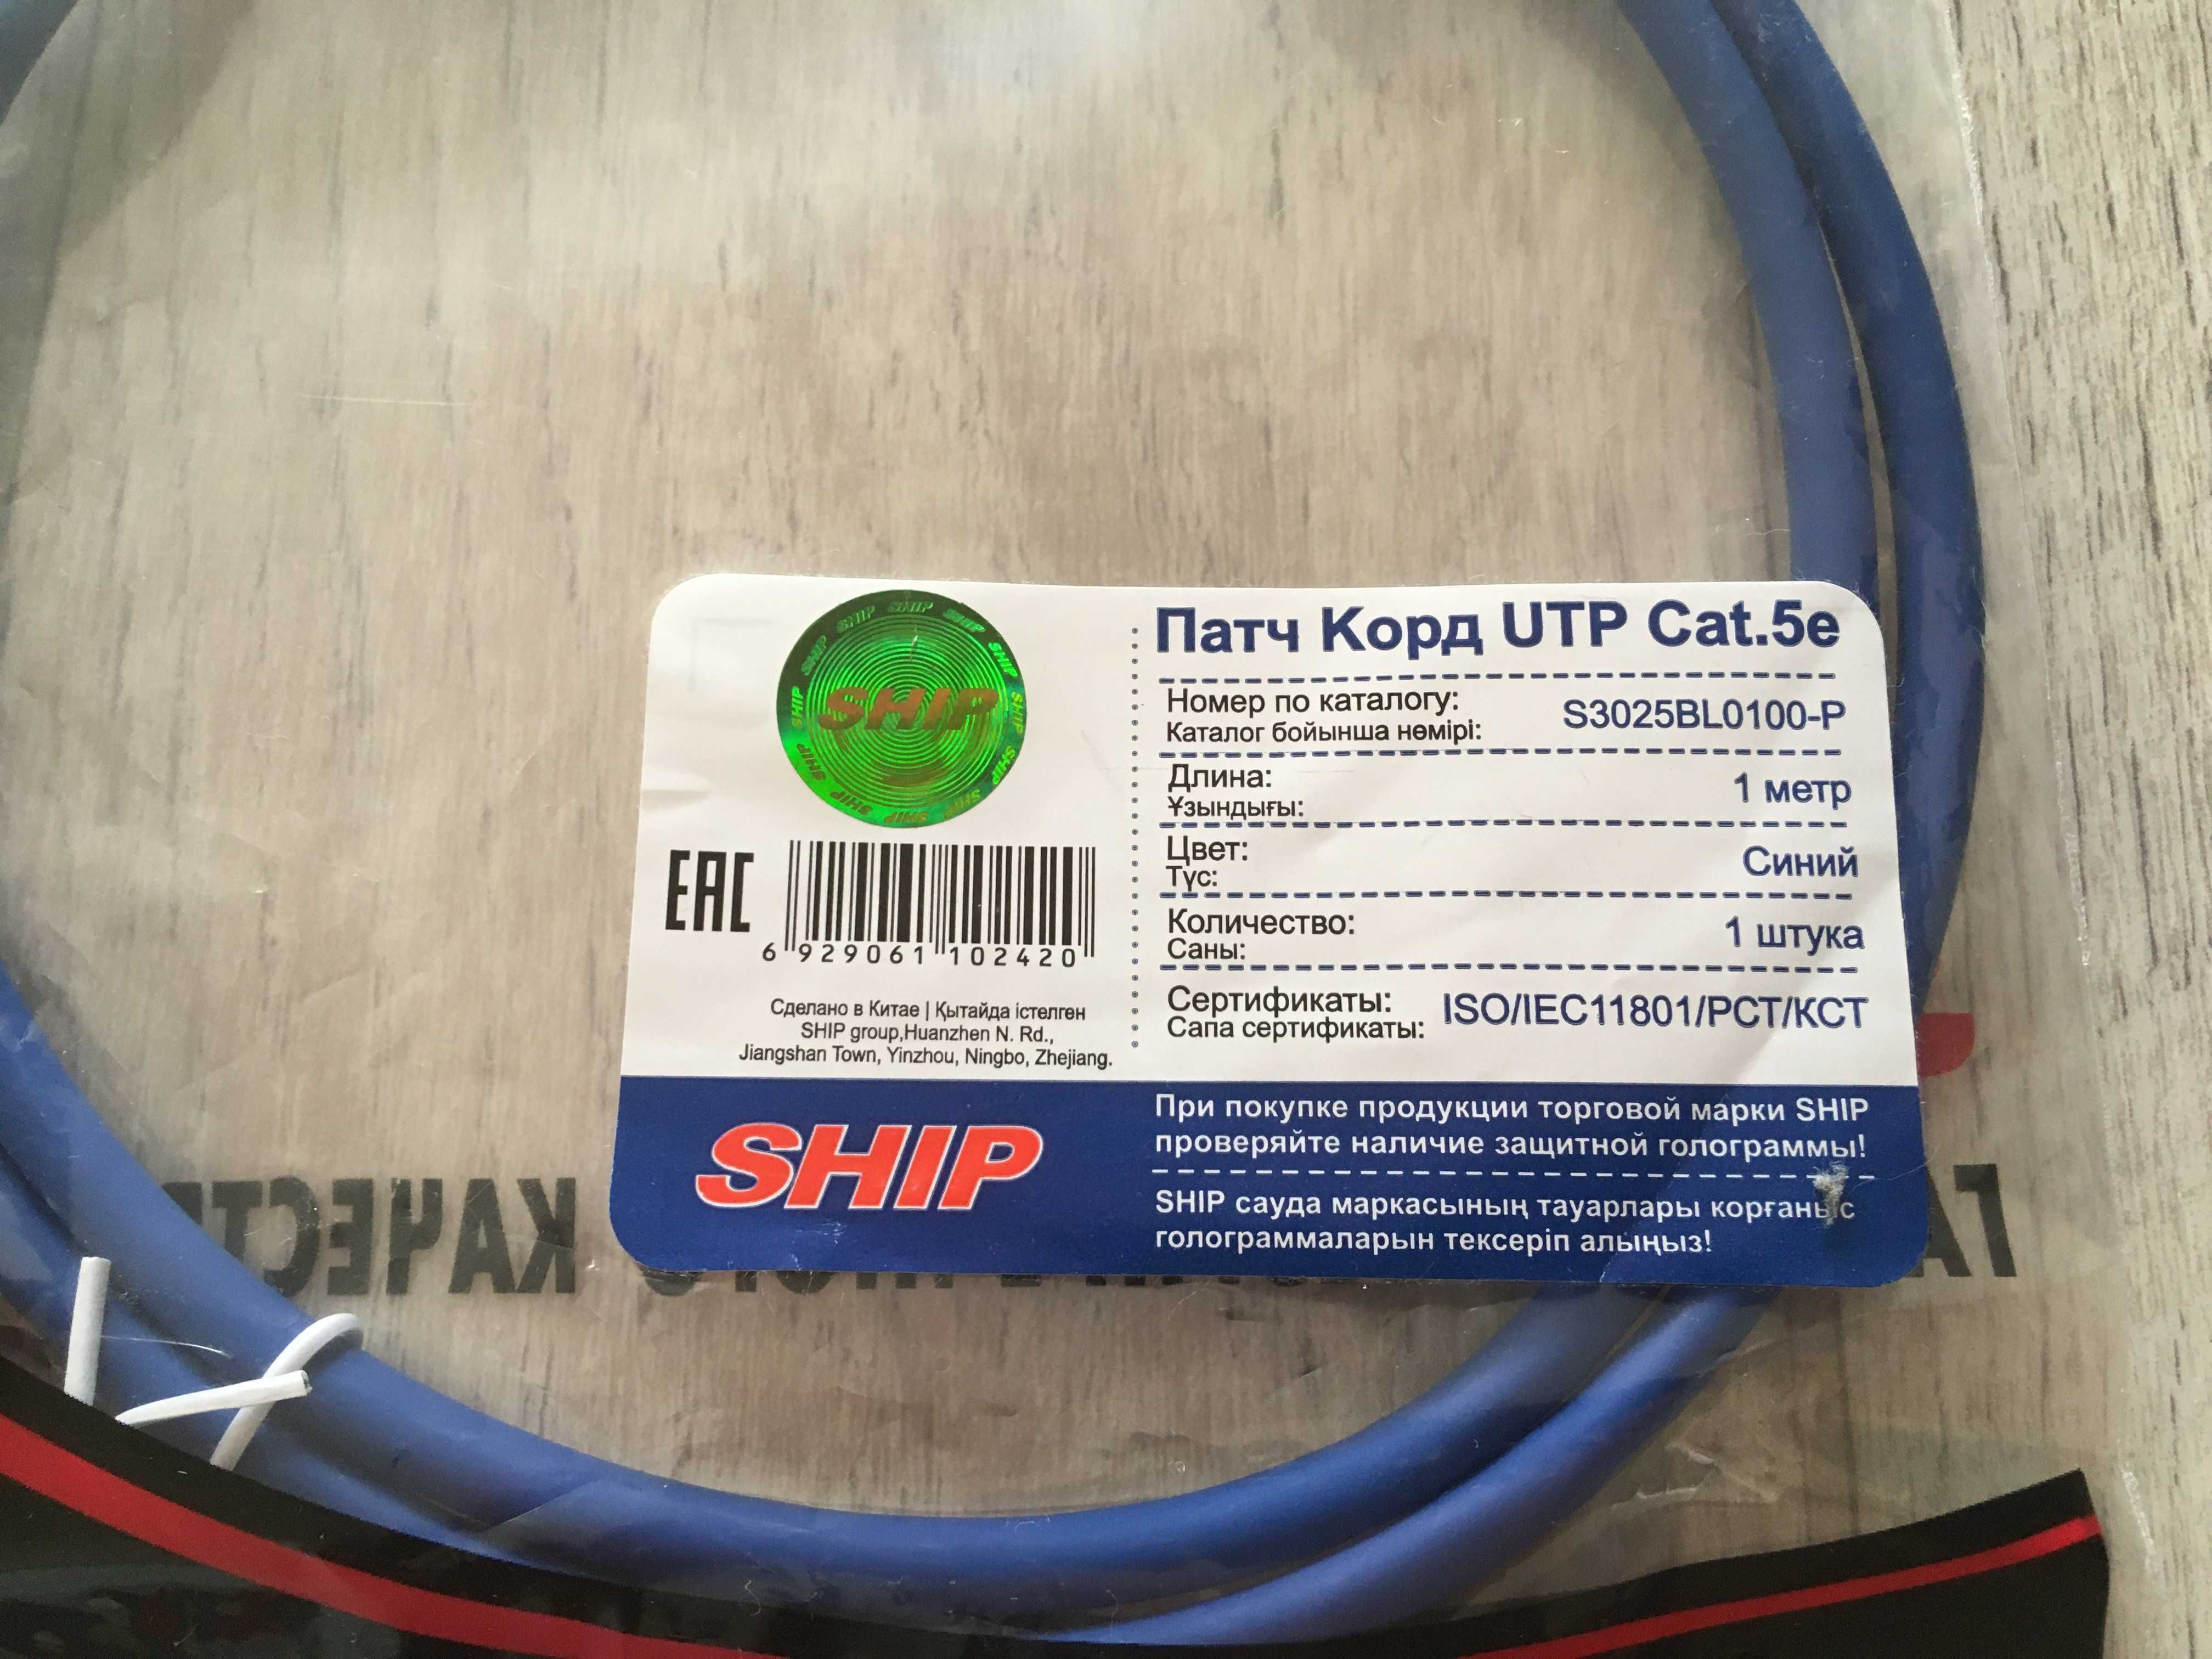 SHIP
Патч Корд UTP Cat.5e
Номер по каталогу:
Каталог бойынша нөмірі:
S3025BL0100-P
Длина:
Ұзындығы:
1 метр
Цвет:
Түс:
Синий
Количество:
Саны:
1 штука
Сертификаты:
Сапа сертификаты:
ISO/IEC11801/РСТ/КСТ
EAC
6 929061 102420
Сделано в Китае | Қытайда істелген
SHIP group,Huanzhen N. Rd.,
Jiangshan Town, Yinzhou, Ningbo, Zhejiang.
SHIP
При покупке продукции торговой марки SHIP
проверяйте наличие защитной голограммы!
SHIP сауда маркасының тауарлары корғаныс
голограммаларын тексеріп алыңыз!